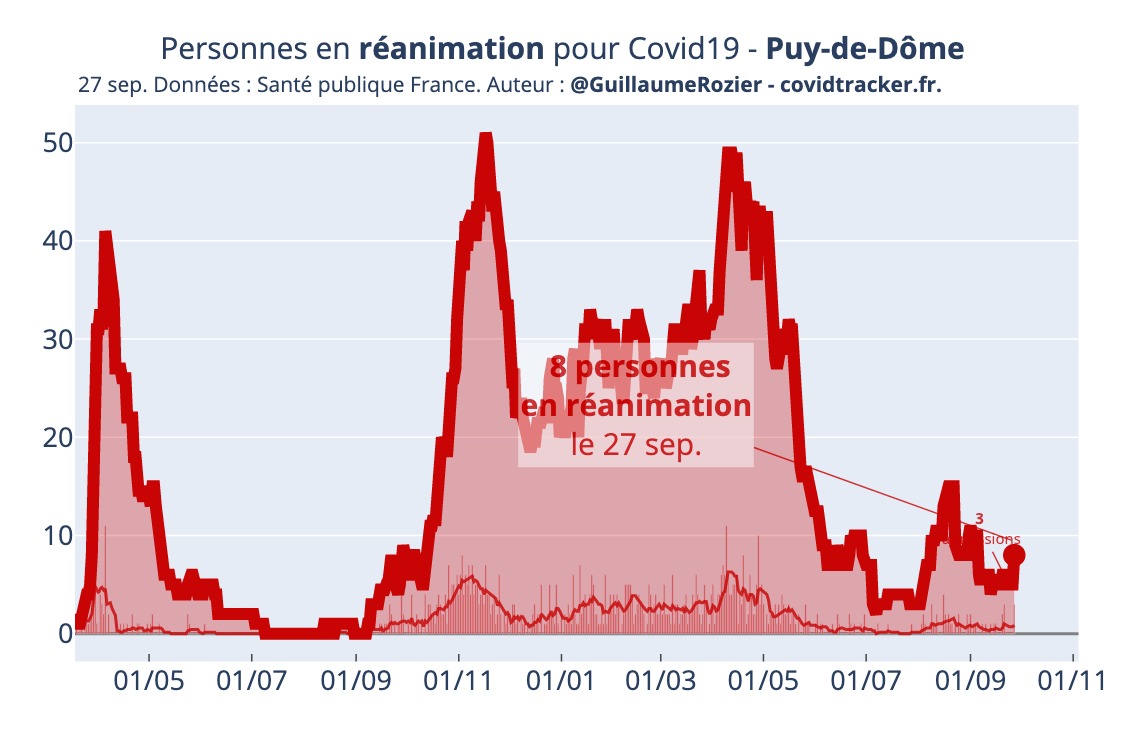 Personnes en réanimation pour Covid19 - Puy-de-Dôme
27 sep. Données : Santé publique France. Auteur : @GuillaumeRozier - covidtracker.fr.
50
40
30
20
10
0
8 personnes
en réanimation
le 27 sep.
3
01/05 01/07 01/09 01/11 01/01 01/03 01/05 01/07 01/09 01/11